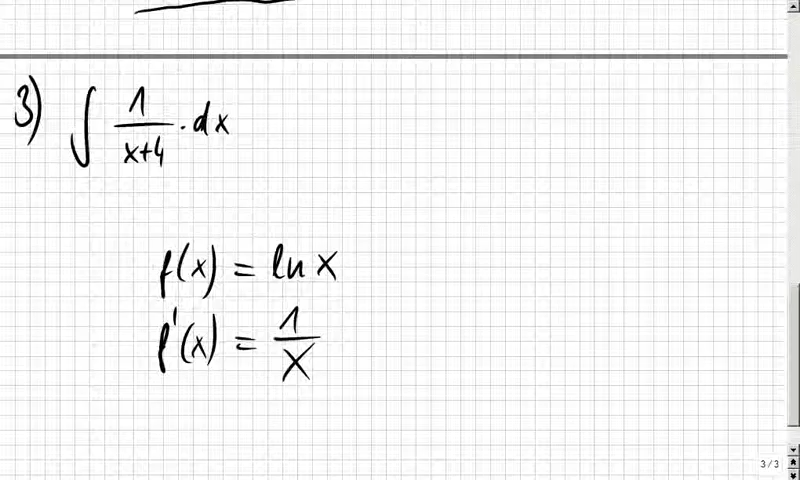 3) ∫ 1/(x+4) · dx
f(x) = ln x
f'(x) = 1/x
3 / 3